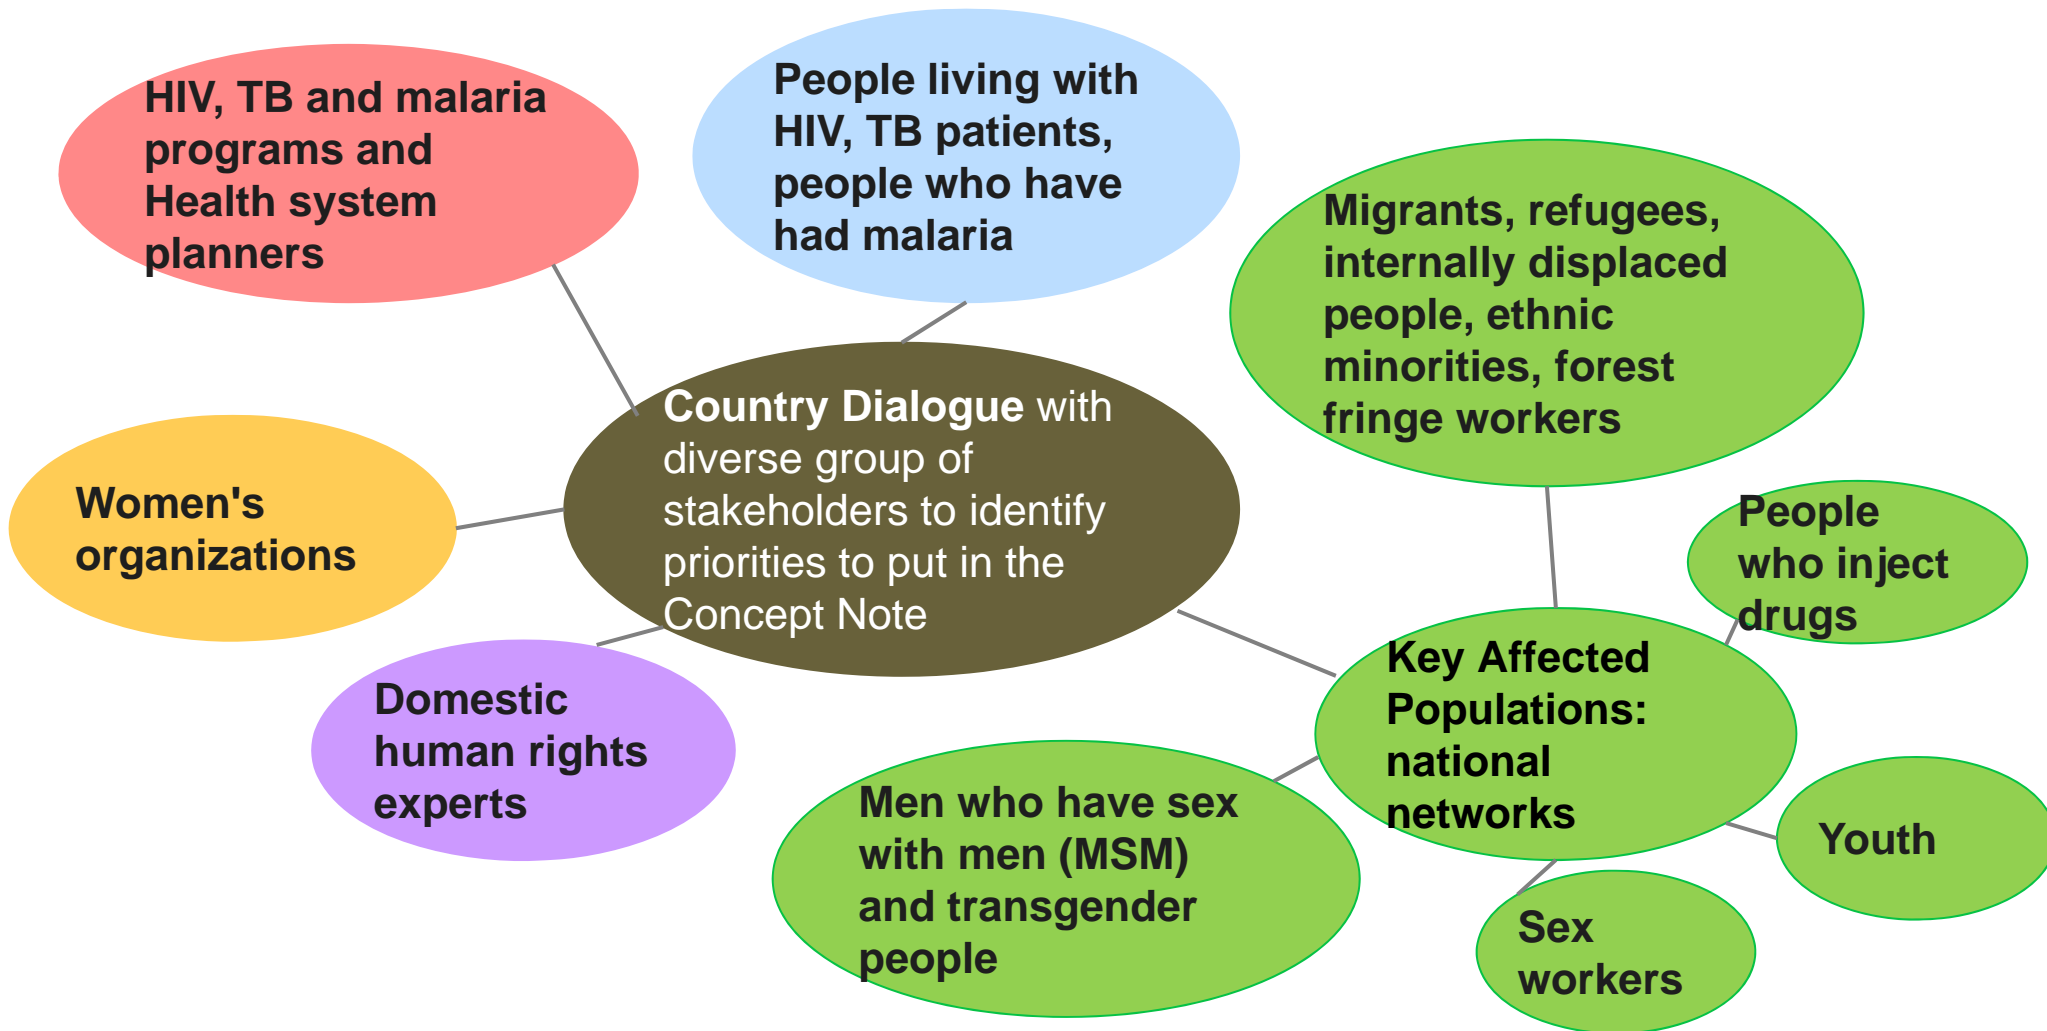 HIV, TB and malaria
programs and
Health system
planners
People living with
HIV, TB patients,
people who have
had malaria
Migrants, refugees,
internally displaced
people, ethnic
minorities, forest
fringe workers
Country Dialogue with
diverse group of
stakeholders to identify
priorities to put in the
Concept Note
Women's
organizations
People
who inject
drugs
Key Affected
Populations:
national
networks
Domestic
human rights
experts
Men who have sex
with men (MSM)
and transgender
people
Youth
Sex
workers